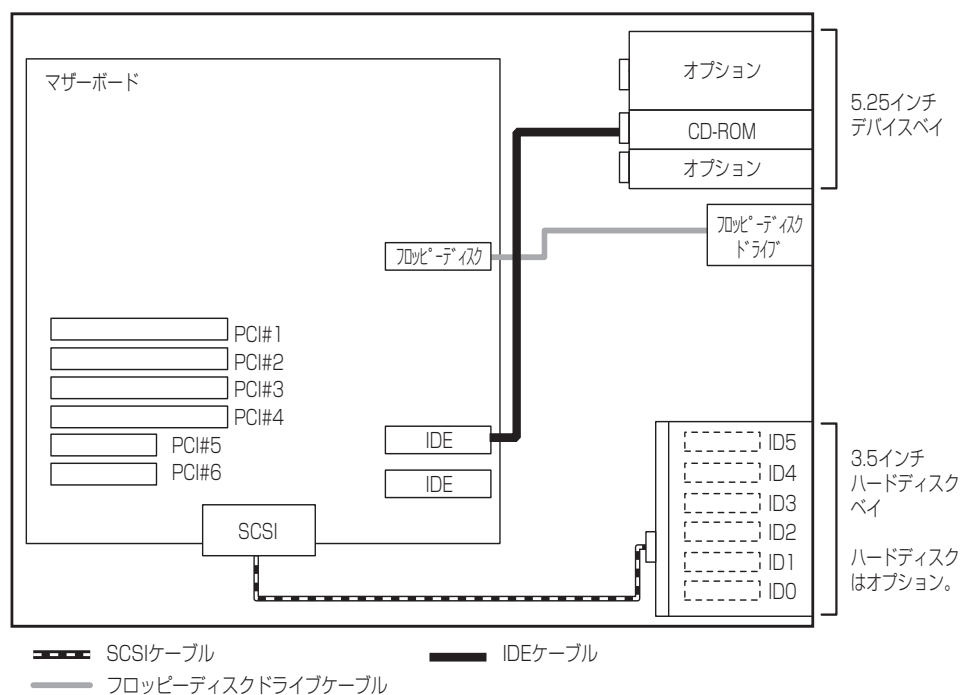 マザーボード
オプション
CD-ROM
オプション
5.25インチ
デバイスベイ
フロッピーディスク
フロッピーディスク
ドライブ
PCI#1
PCI#2
PCI#3
PCI#4
PCI#5
PCI#6
IDE
IDE
SCSI
ID5
ID4
ID3
ID2
ID1
ID0
3.5インチ
ハードディスク
ベイ
ハードディスク
はオプション。
SCSIケーブル
IDEケーブル
フロッピーディスクドライブケーブル